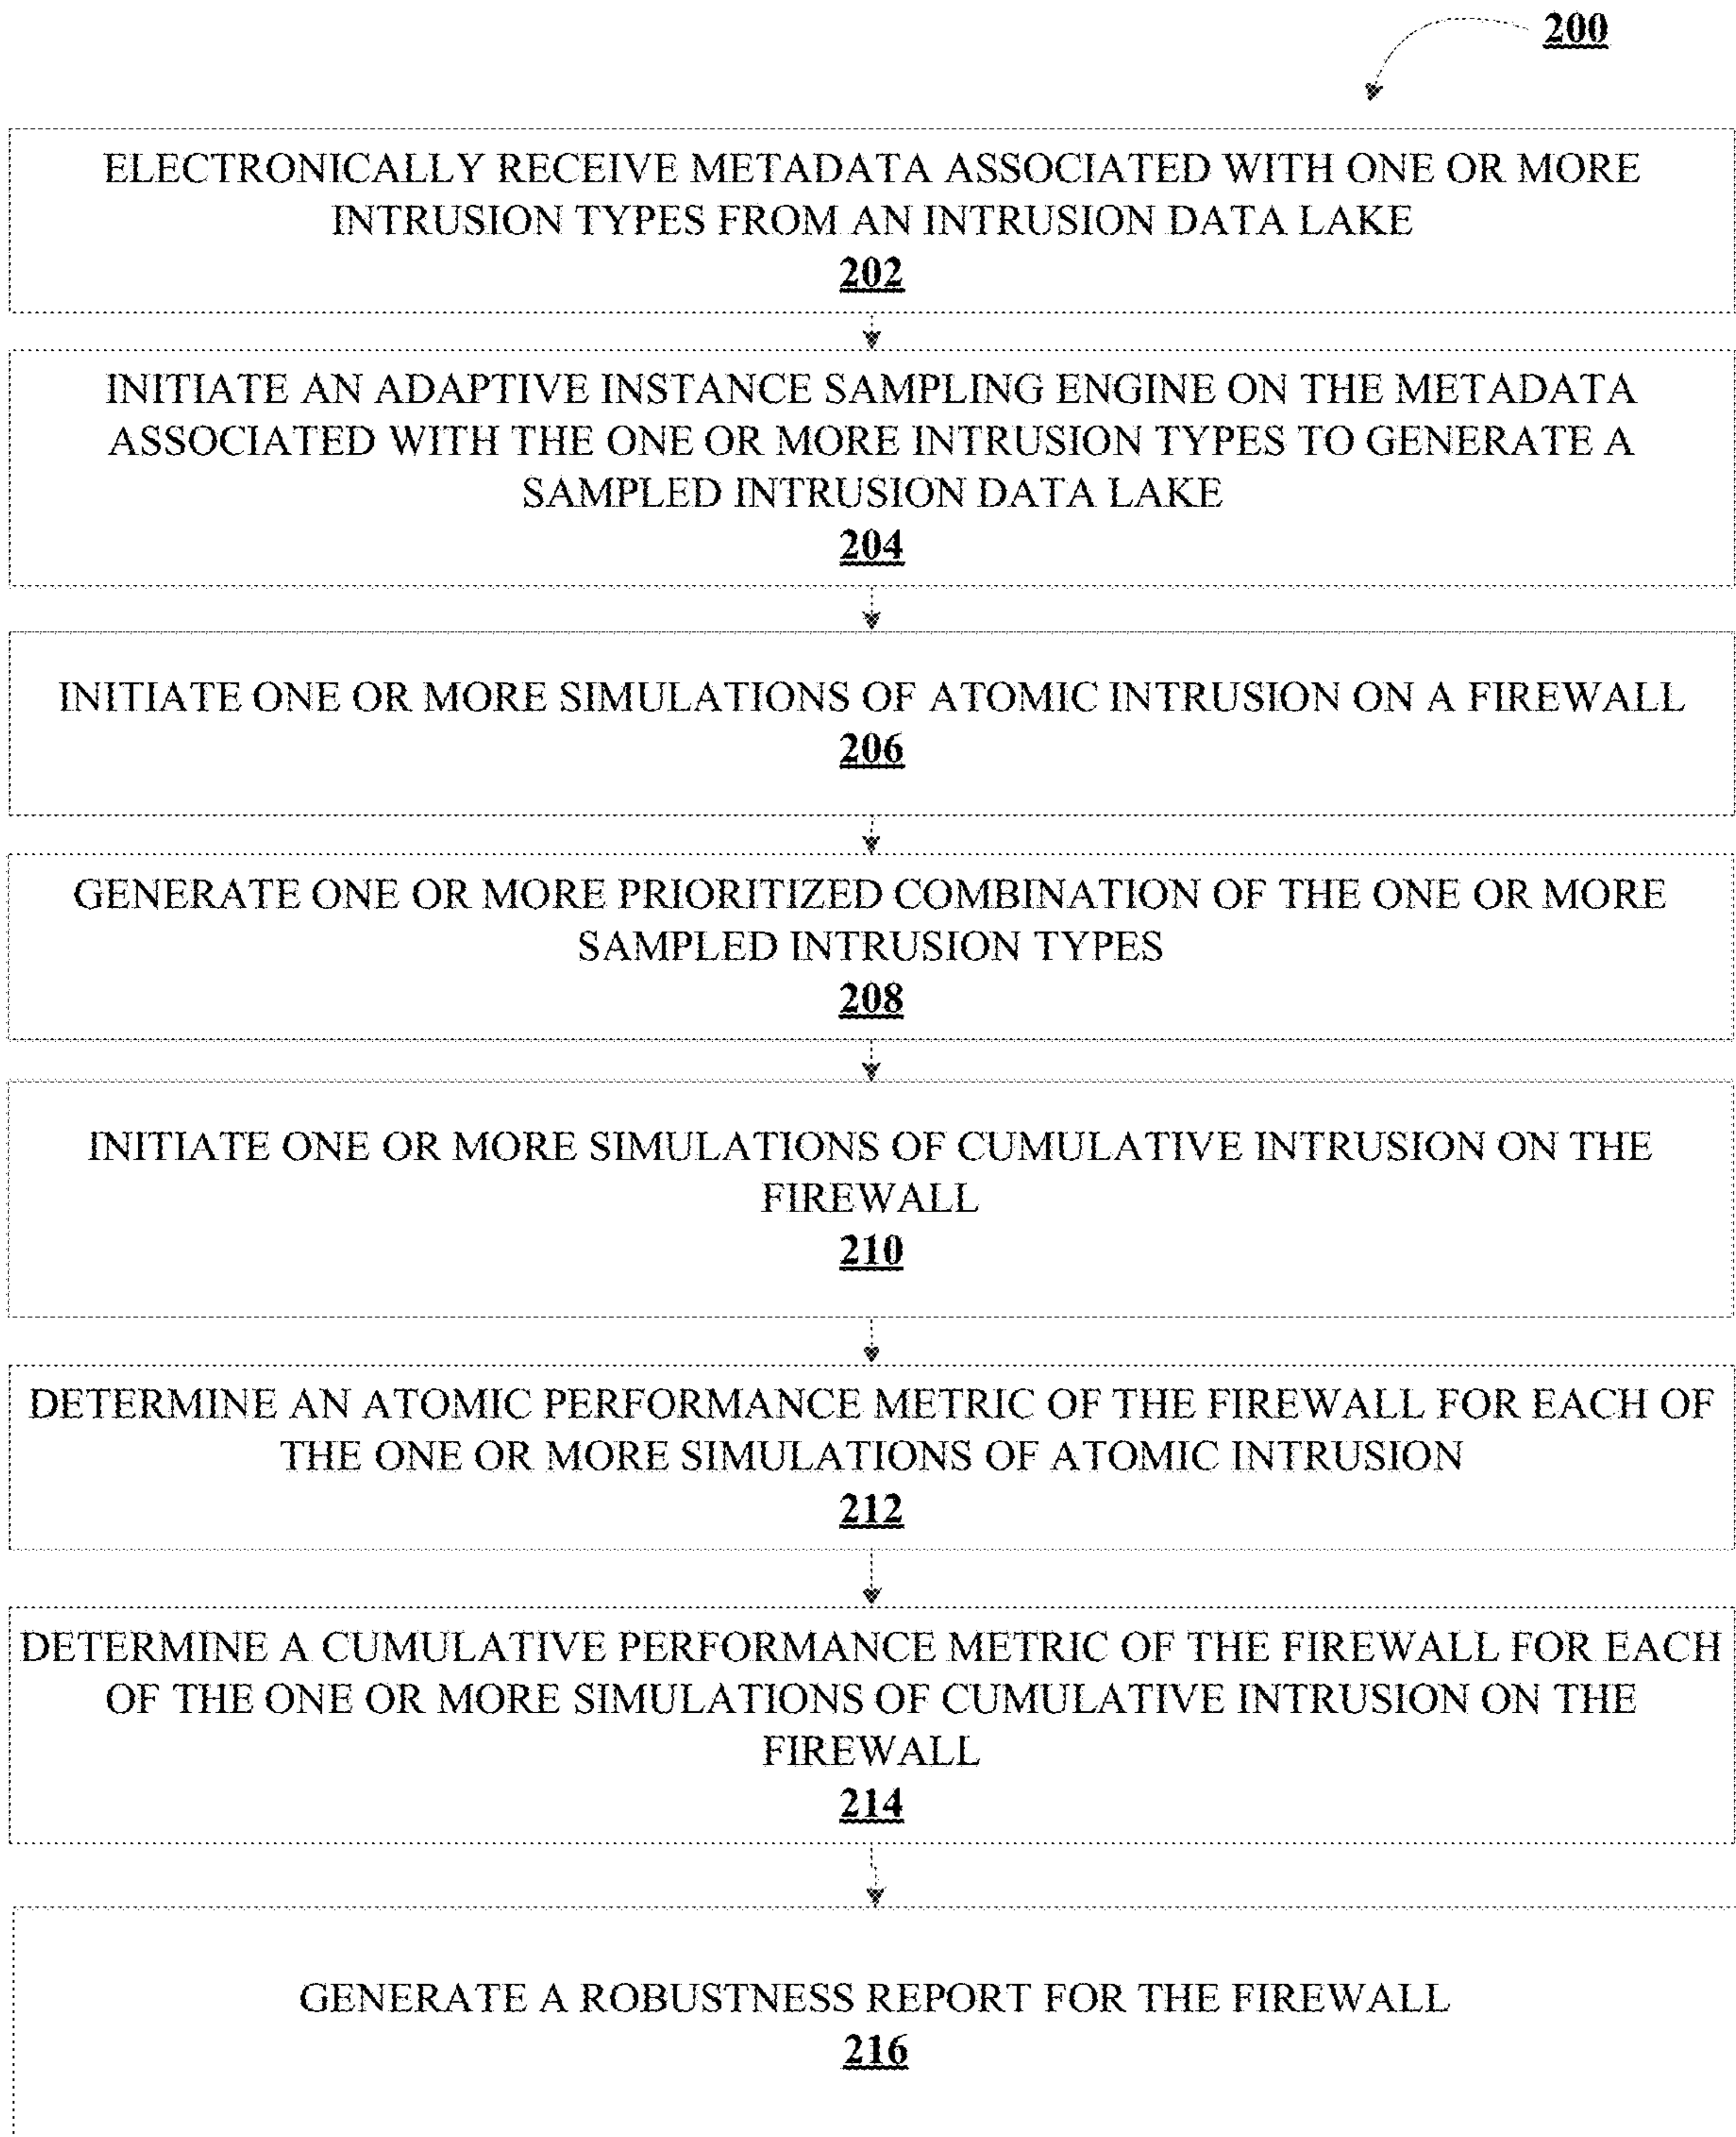 200
ELECTRONICALLY RECEIVE METADATA ASSOCIATED WITH ONE OR MORE
INTRUSION TYPES FROM AN INTRUSION DATA LAKE
202
INITIATE AN ADAPTIVE INSTANCE SAMPLING ENGINE ON THE METADATA
ASSOCIATED WITH THE ONE OR MORE INTRUSION TYPES TO GENERATE A
SAMPLED INTRUSION DATA LAKE
204
INITIATE ONE OR MORE SIMULATIONS OF ATOMIC INTRUSION ON A FIREWALL
206
GENERATE ONE OR MORE PRIORITIZED COMBINATION OF THE ONE OR MORE
SAMPLED INTRUSION TYPES
208
INITIATE ONE OR MORE SIMULATIONS OF CUMULATIVE INTRUSION ON THE
FIREWALL
210
DETERMINE AN ATOMIC PERFORMANCE METRIC OF THE FIREWALL FOR EACH OF
THE ONE OR MORE SIMULATIONS OF ATOMIC INTRUSION
212
DETERMINE A CUMULATIVE PERFORMANCE METRIC OF THE FIREWALL FOR EACH
OF THE ONE OR MORE SIMULATIONS OF CUMULATIVE INTRUSION ON THE
FIREWALL
214
GENERATE A ROBUSTNESS REPORT FOR THE FIREWALL
216